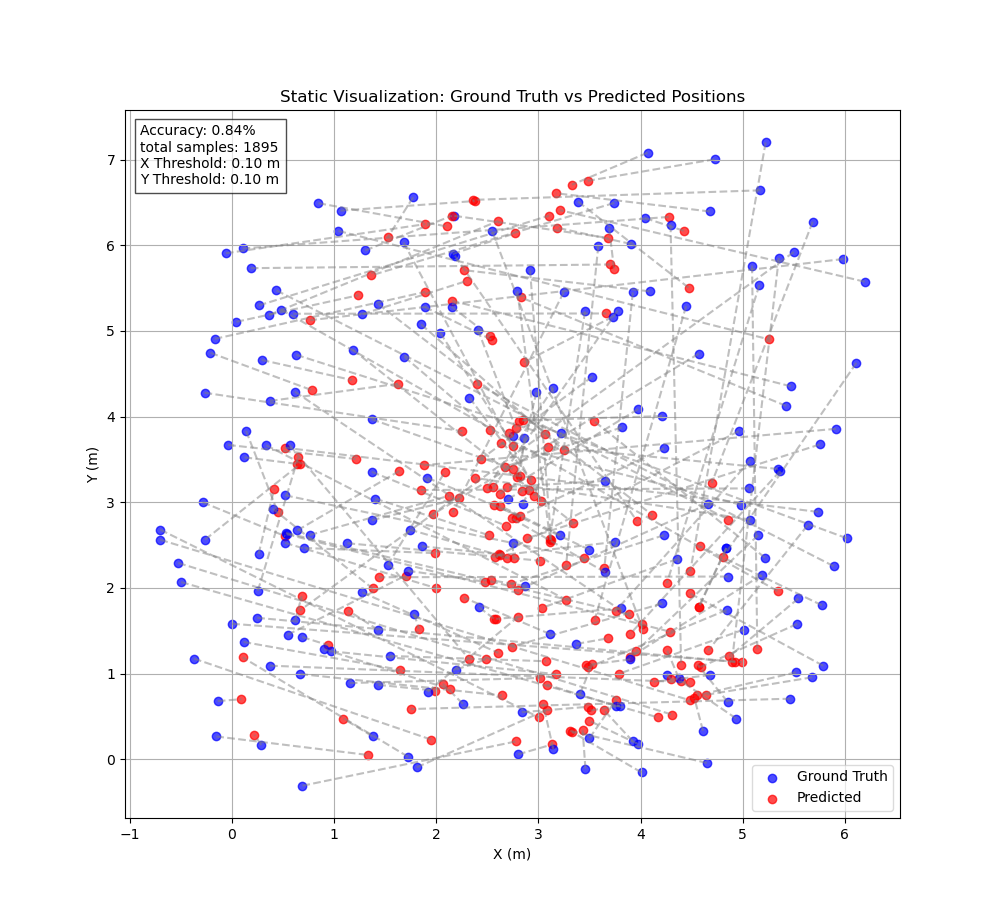 Static Visualization: Ground Truth vs Predicted Positions
Accuracy: 0.84%
total samples: 1895
X Threshold: 0.10 m
Y Threshold: 0.10 m
7
6
5
4
3
2
1
0
Y (m)
Ground Truth
Predicted
−1 0 1 2 3 4 5 6
X (m)